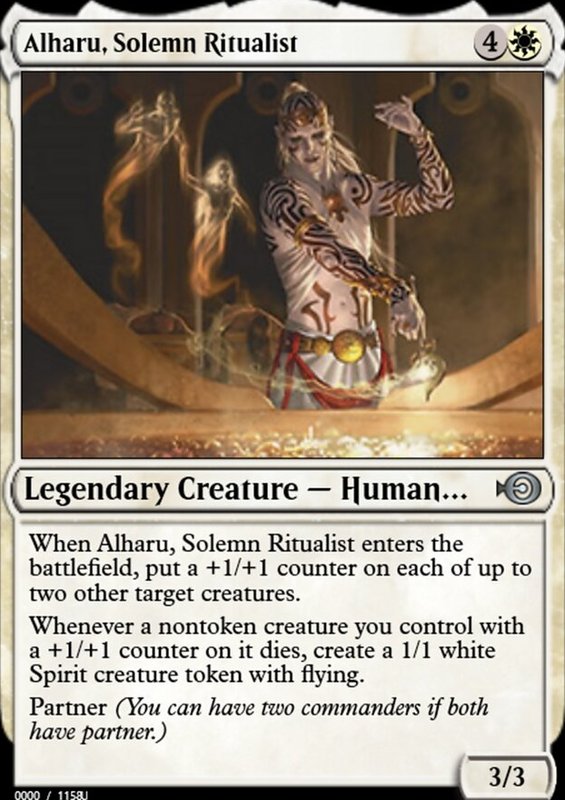 Alharu, Solemn Ritualist 4
Legendary Creature — Human...
When Alharu, Solemn Ritualist enters the
battlefield, put a +1/+1 counter on each of up to
two other target creatures.
Whenever a nontoken creature you control with
a +1/+1 counter on it dies, create a 1/1 white
Spirit creature token with flying.
Partner (You can have two commanders if both
have partner.)
3/3
0000 / 1158U